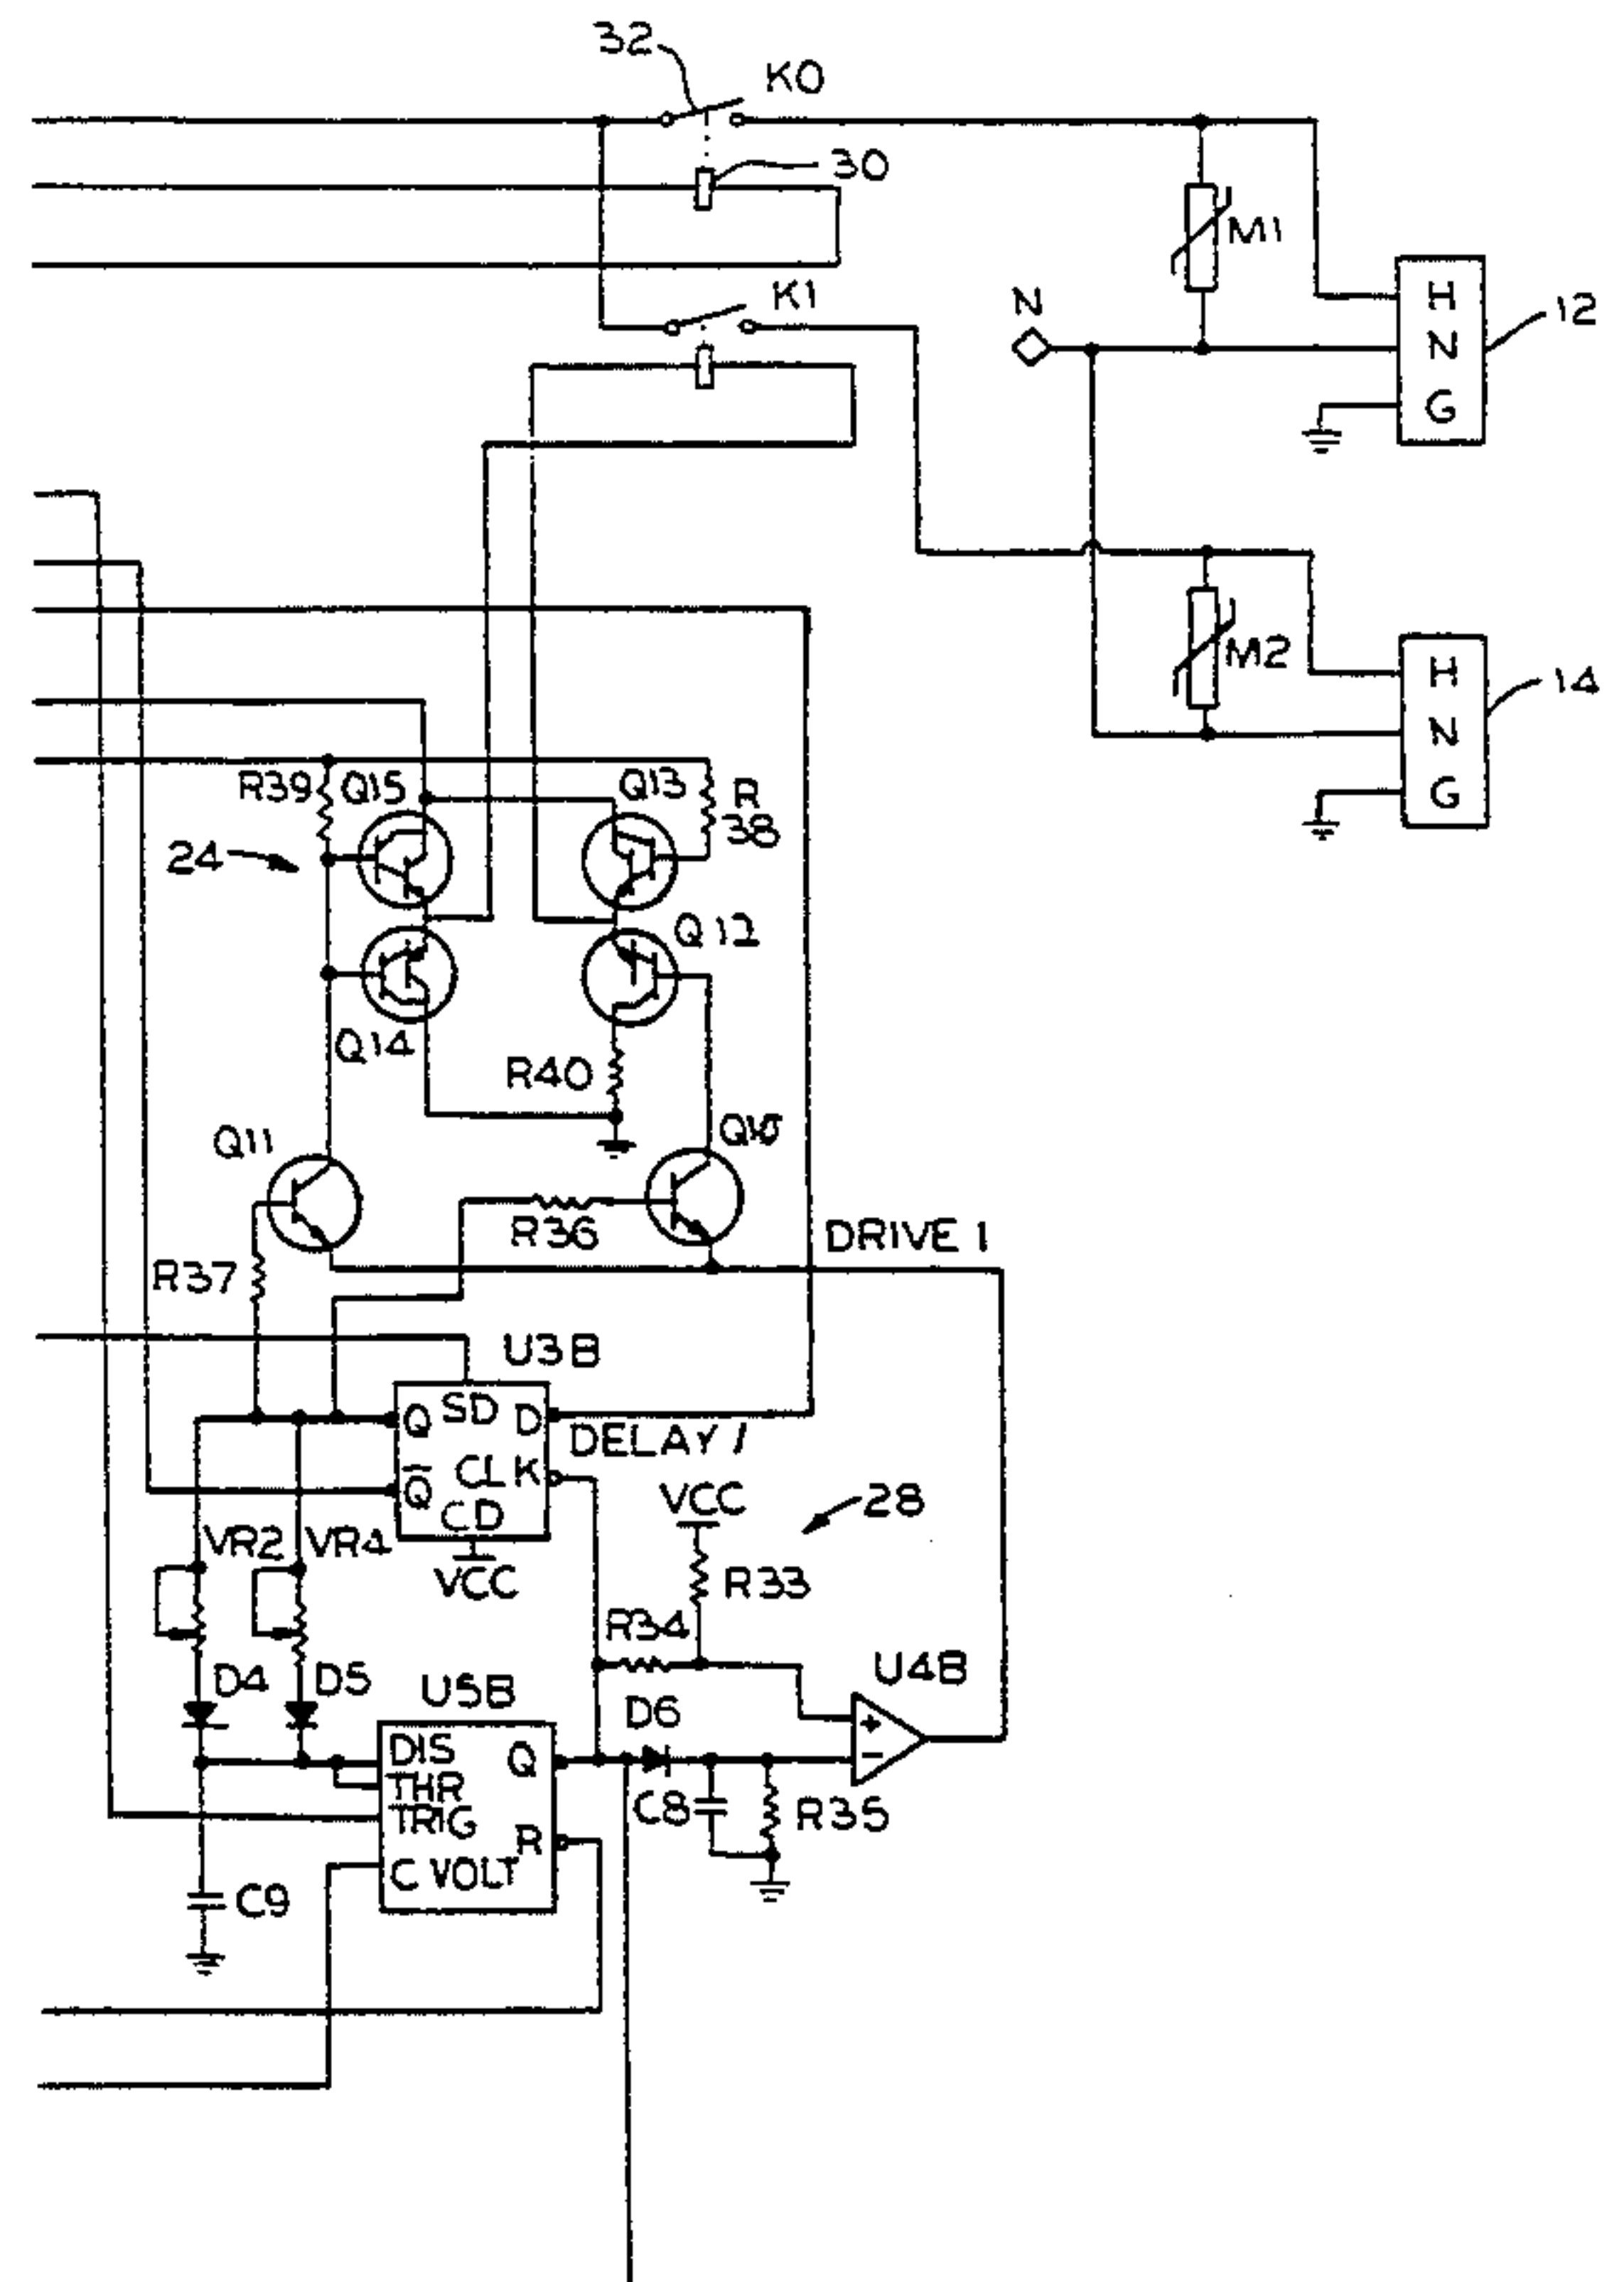 32
K0
30
M1
K1
N
H
N
G
12
M2
H
N
G
14
R39
Q15
Q13
R
38
24
Q12
Q14
R40
Q11
R36
DRIVE 1
R37
U3B
Q
SD
D
DELAY 1
Q̅
CLK
CD
VCC
28
VCC
VR2
VR4
R33
R34
D4
D5
U5B
D6
U4B
+
−
DIS
THR
TRIG
C VOLT
Q
R
C8
R35
C9